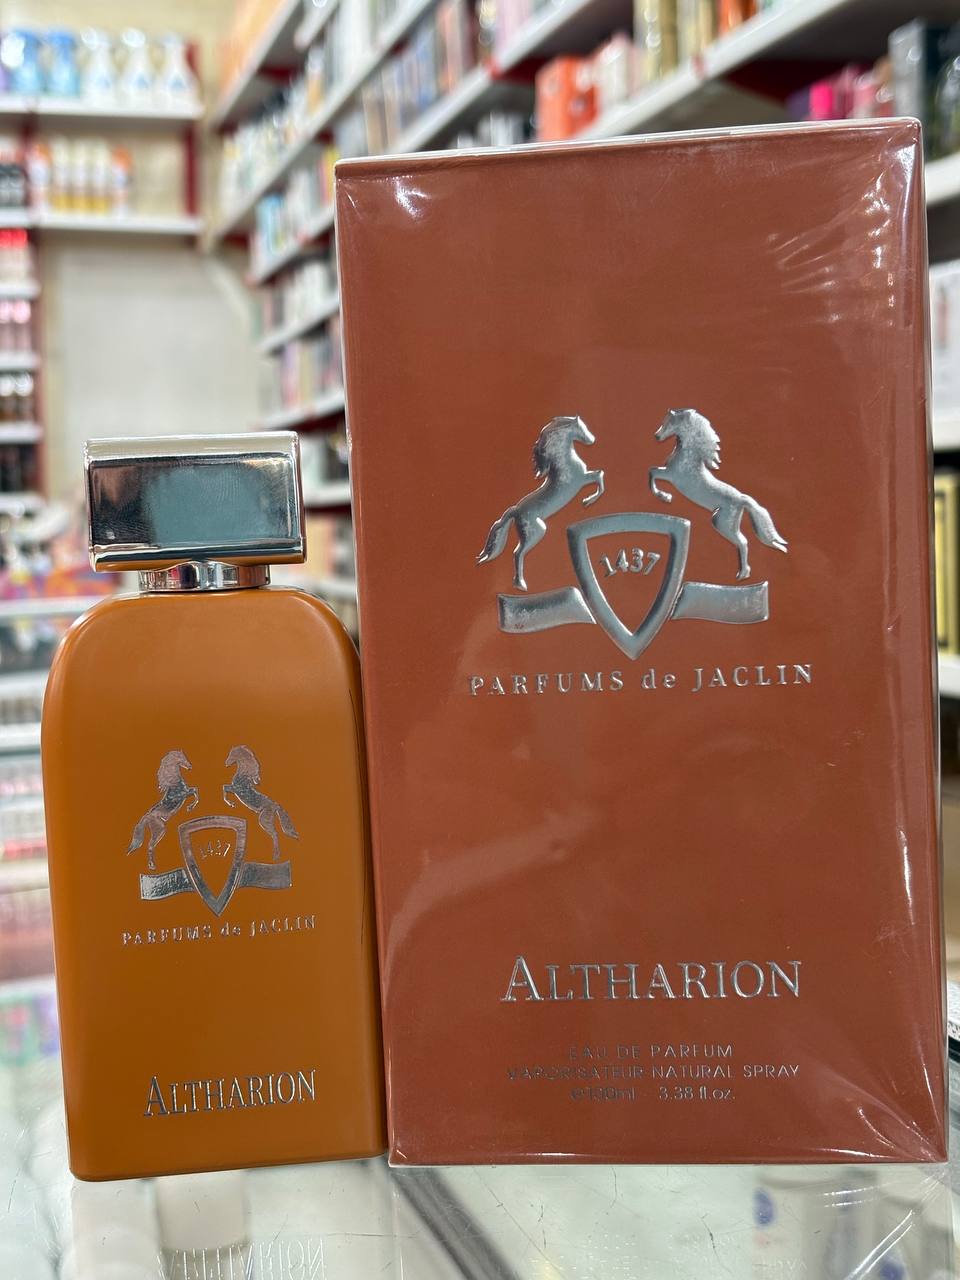 1437
PARFUMS de JACLIN
ALTHARION
EAU DE PARFUM
VAPORISATEUR NATURAL SPRAY
e100ml 3.38 fl.oz.
1437
PARFUMS de JACLIN
ALTHARION